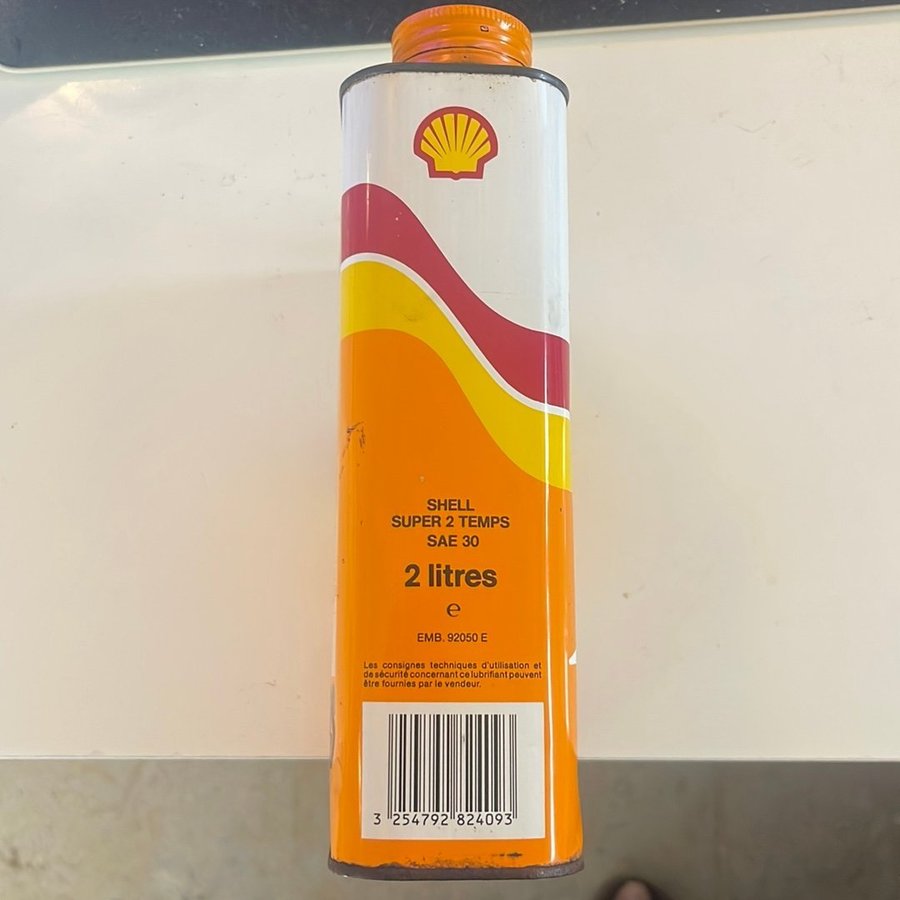 SHELL
SUPER 2 TEMPS
SAE 30
2 litres
℮
EMB. 92050 E
Les consignes techniques d'utilisation et
de sécurité concernant ce lubrifiant peuvent
être fournies par le vendeur.
3 254792 824093